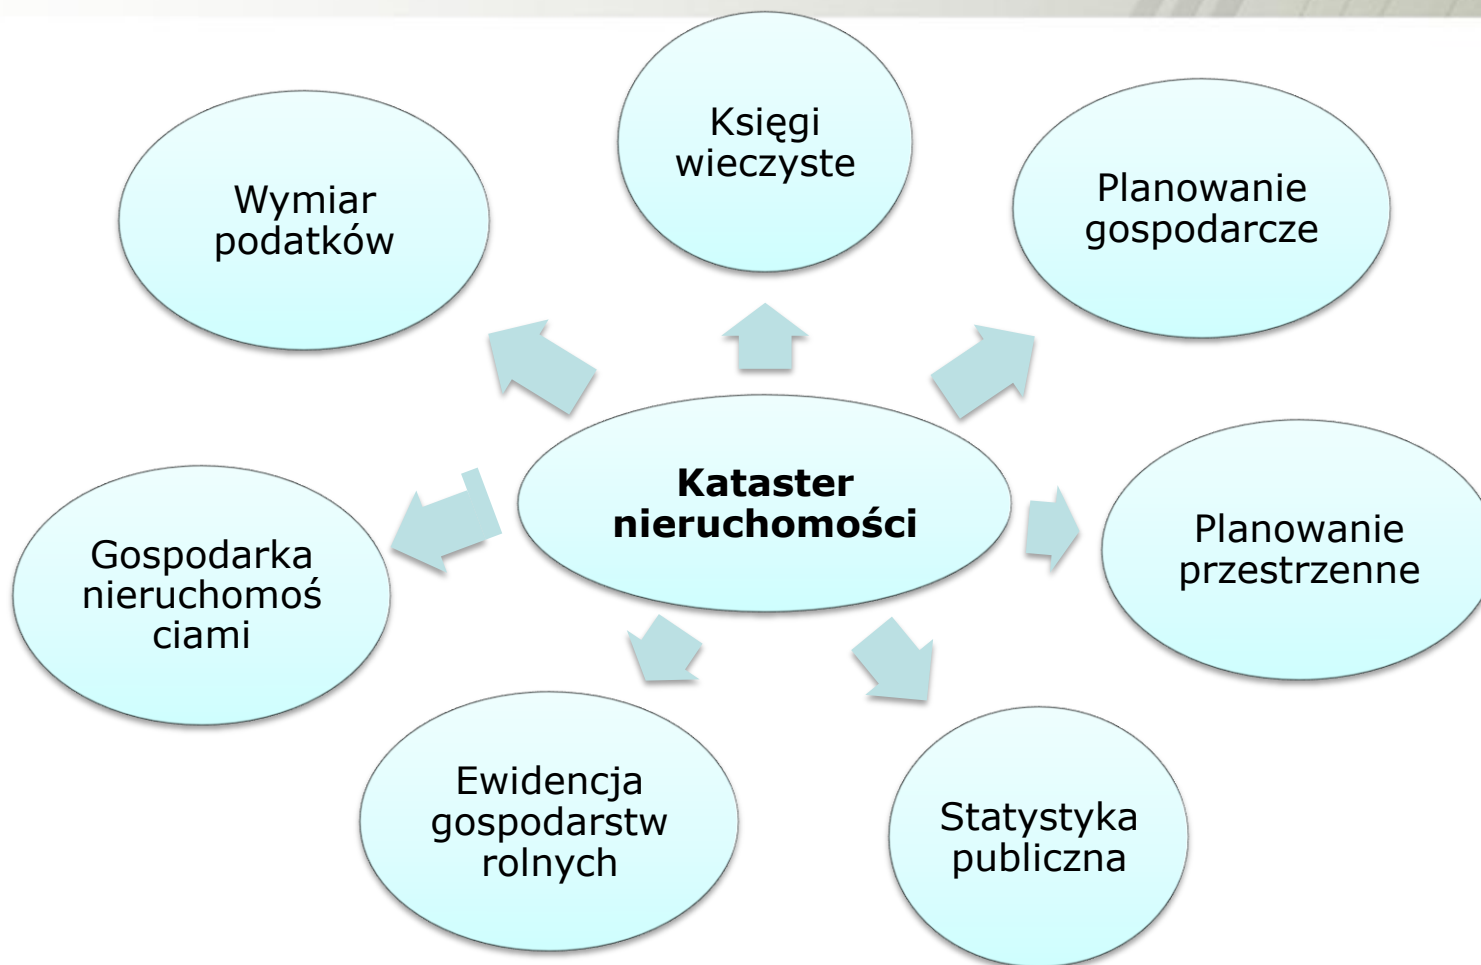 Księgi
wieczyste
Wymiar
podatków
Planowanie
gospodarcze
Kataster
nieruchomości
Gospodarka
nieruchomoś
ciami
Planowanie
przestrzenne
Ewidencja
gospodarstw
rolnych
Statystyka
publiczna